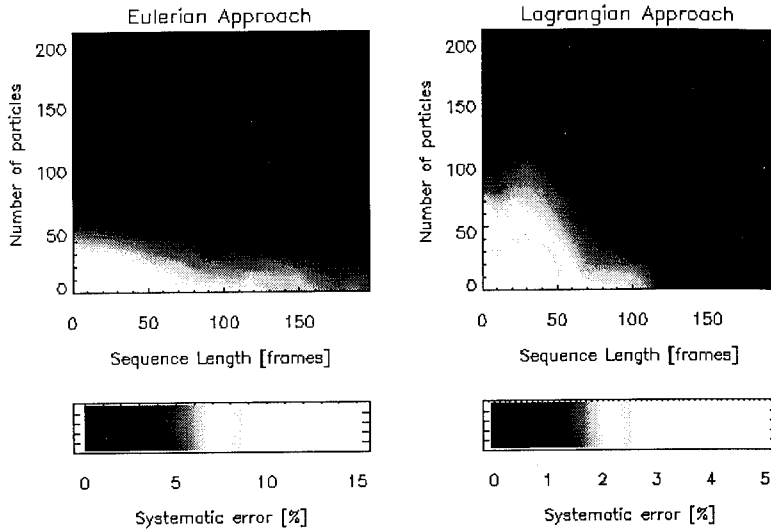 Eulerian Approach
Number of particles
200
150
100
50
0
0 50 100 150
Sequence Length [frames]
0 5 10 15
Systematic error [%]
Lagrangian Approach
Number of particles
200
150
100
50
0
0 50 100 150
Sequence Length [frames]
0 1 2 3 4 5
Systematic error [%]